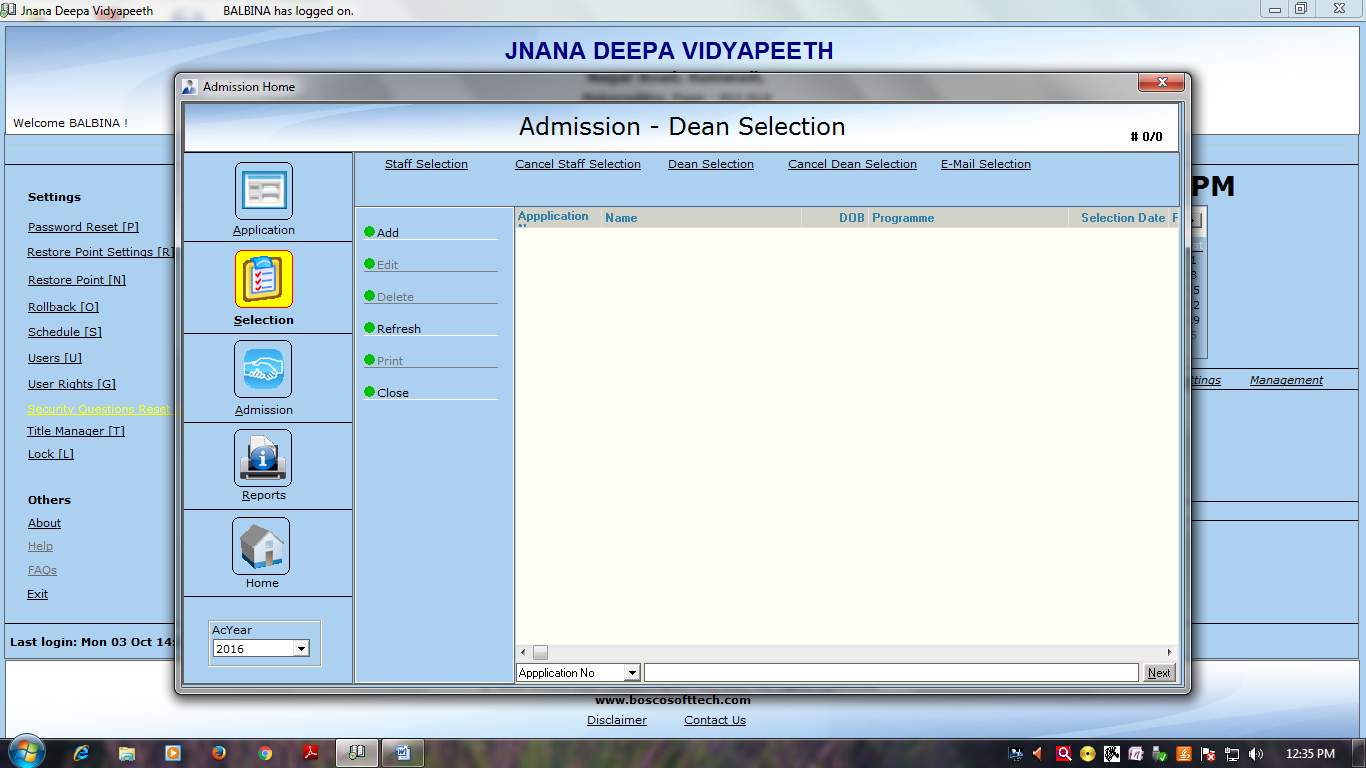 Jnana Deepa Vidyapeeth BALBINA has logged on.
JNANA DEEPA VIDYAPEETH
Welcome BALBINA !
Admission Home
Admission - Dean Selection
# 0/0
Staff Selection Cancel Staff Selection Dean Selection Cancel Dean Selection E-Mail Selection
PM
Settings
Password Reset [P]
Restore Point Settings [R]
Restore Point [N]
Rollback [O]
Schedule [S]
Users [U]
User Rights [G]
Security Questions Reset
Title Manager [T]
Lock [L]
Others
About
Help
FAQs
Exit
Last login: Mon 03 Oct 14:
Application
Selection
Admission
Reports
Home
AcYear
2016
Add
Edit
Delete
Refresh
Print
Close
Appplication Name DOB Programme Selection Date F
Appplication No Next
ttings Management
www.boscosofttech.com
Disclaimer Contact Us
12:35 PM